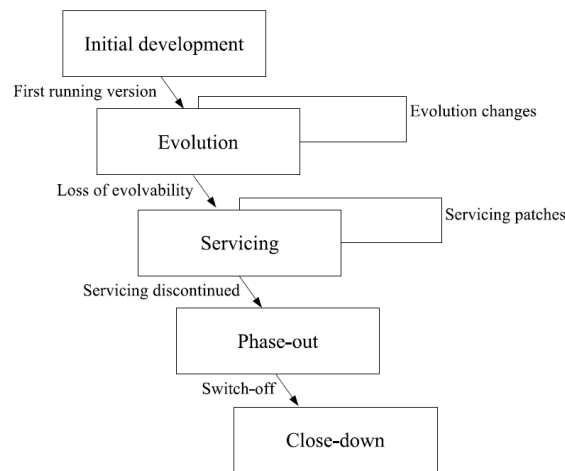 Initial development
First running version
Evolution changes
Evolution
Loss of evolvability
Servicing patches
Servicing
Servicing discontinued
Phase-out
Switch-off
Close-down